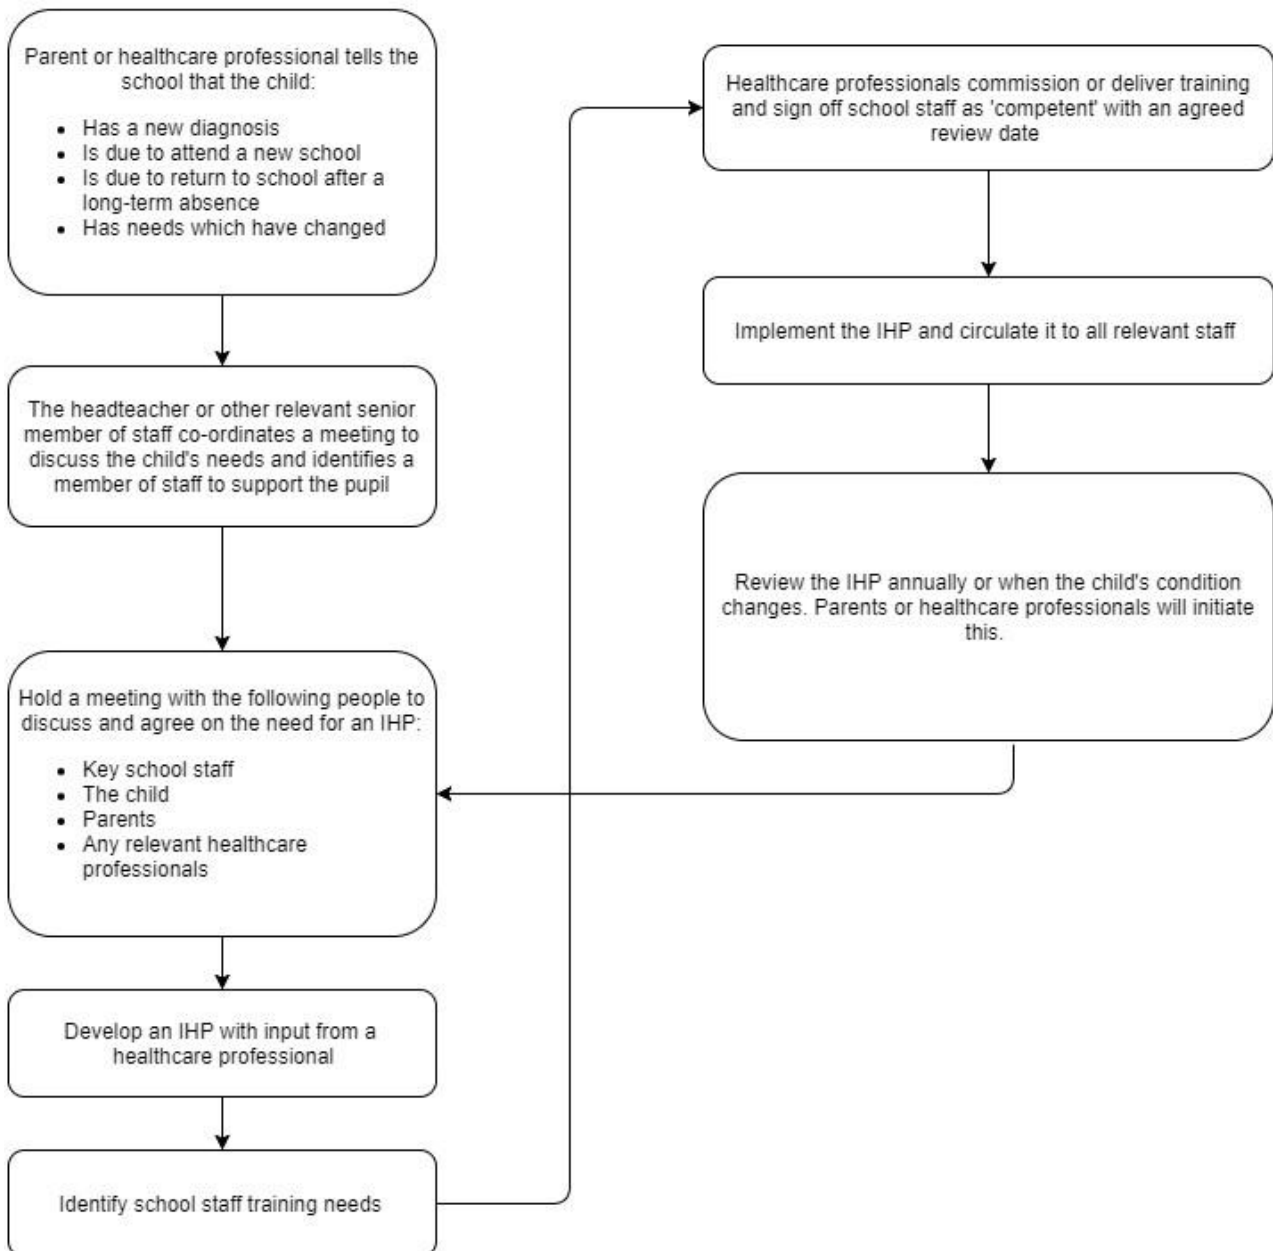 Parent or healthcare professional tells the
school that the child:
• Has a new diagnosis
• Is due to attend a new school
• Is due to return to school after a
long-term absence
• Has needs which have changed
The headteacher or other relevant senior
member of staff co-ordinates a meeting to
discuss the child's needs and identifies a
member of staff to support the pupil
Hold a meeting with the following people to
discuss and agree on the need for an IHP:
• Key school staff
• The child
• Parents
• Any relevant healthcare
professionals
Develop an IHP with input from a
healthcare professional
Identify school staff training needs
Healthcare professionals commission or deliver training
and sign off school staff as 'competent' with an agreed
review date
Implement the IHP and circulate it to all relevant staff
Review the IHP annually or when the child's condition
changes. Parents or healthcare professionals will initiate
this.